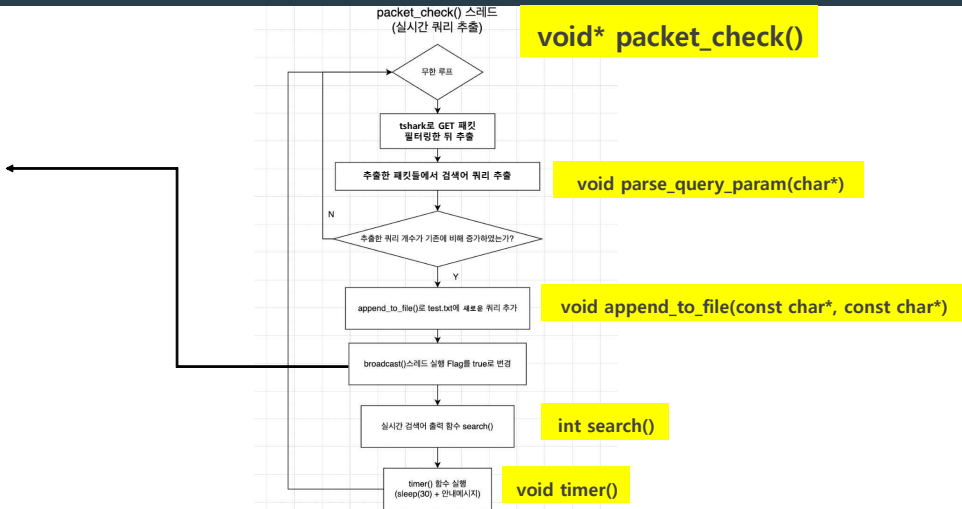 packet_check() 스레드
(실시간 쿼리 추출)
void* packet_check()
무한 루프
tshark로 GET 패킷
필터링한 뒤 추출
추출한 패킷들에서 검색어 쿼리 추출
void parse_query_param(char*)
N
추출한 쿼리 개수가 기존에 비해 증가하였는가?
Y
append_to_file()로 test.txt에 새로운 쿼리 추가
void append_to_file(const char*, const char*)
broadcast()스레드 실행 Flag를 true로 변경
실시간 검색어 출력 함수 search()
int search()
timer() 함수 실행
(sleep(30) + 안내메시지)
void timer()